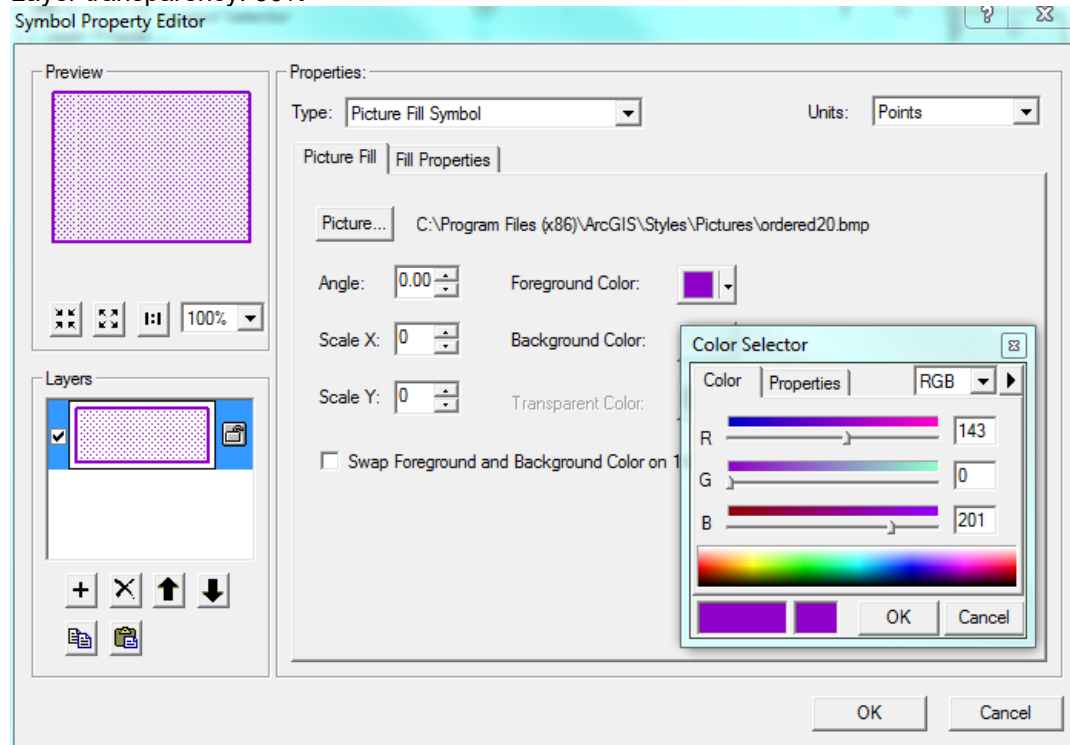 Symbol Property Editor
Preview
100%
Layers
Properties:
Type: Picture Fill Symbol Units: Points
Picture Fill Fill Properties
Picture... C:\Program Files (x86)\ArcGIS\Styles\Pictures\ordered20.bmp
Angle: 0.00 Foreground Color:
Scale X: 0 Background Color:
Scale Y: 0 Transparent Color:
Swap Foreground and Background Color on 1
Color Selector
Color Properties RGB
R 143
G 0
B 201
OK Cancel
OK Cancel